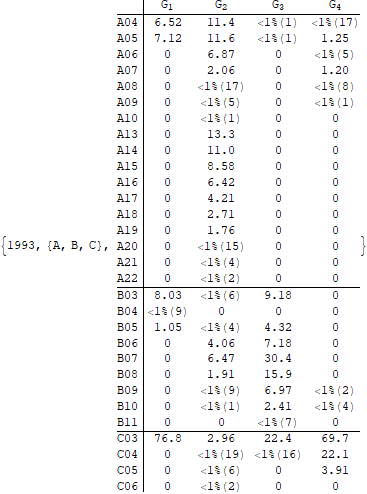 G1 G2 G3 G4
A04 6.52 11.4 <1%(1) <1%(17)
A05 7.12 11.6 <1%(1) 1.25
A06 0 6.87 0 <1%(5)
A07 0 2.06 0 1.20
A08 0 <1%(17) 0 <1%(8)
A09 0 <1%(5) 0 <1%(1)
A10 0 <1%(1) 0 0
A13 0 13.3 0 0
A14 0 11.0 0 0
A15 0 8.58 0 0
A16 0 6.42 0 0
A17 0 4.21 0 0
A18 0 2.71 0 0
A19 0 1.76 0 0
{1993, {A, B, C}, A20 0 <1%(15) 0 0 }
A21 0 <1%(4) 0 0
A22 0 <1%(2) 0 0
B03 8.03 <1%(6) 9.18 0
B04 <1%(9) 0 0 0
B05 1.05 <1%(4) 4.32 0
B06 0 4.06 7.18 0
B07 0 6.47 30.4 0
B08 0 1.91 15.9 0
B09 0 <1%(9) 6.97 <1%(2)
B10 0 <1%(1) 2.41 <1%(4)
B11 0 0 <1%(7) 0
C03 76.8 2.96 22.4 69.7
C04 0 <1%(19) <1%(16) 22.1
C05 0 <1%(6) 0 3.91
C06 0 <1%(2) 0 0